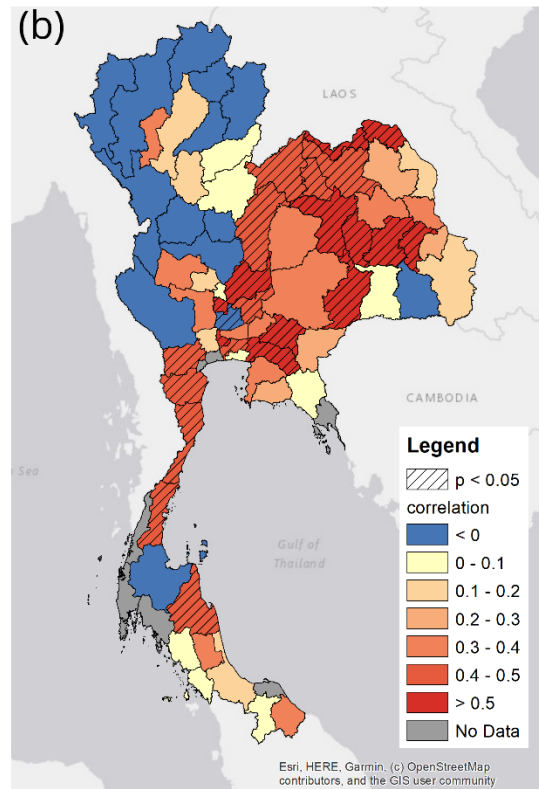 (b)
LAOS
CAMBODIA
Sea
Gulf of
Thailand
Legend
p < 0.05
correlation
< 0
0 - 0.1
0.1 - 0.2
0.2 - 0.3
0.3 - 0.4
0.4 - 0.5
> 0.5
No Data
Esri, HERE, Garmin, (c) OpenStreetMap
contributors, and the GIS user community